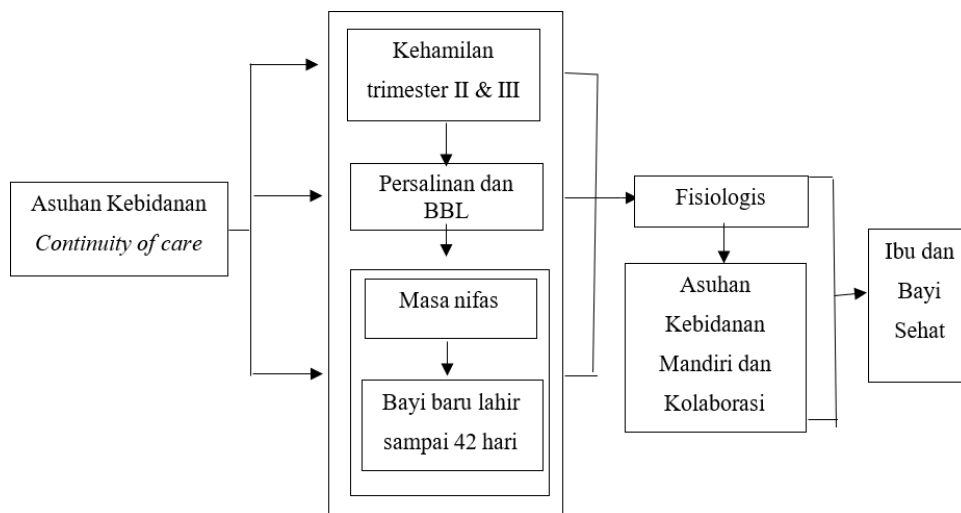 Asuhan Kebidanan
Continuity of care
Kehamilan
trimester II & III
Persalinan dan
BBL
Masa nifas
Bayi baru lahir
sampai 42 hari
Fisiologis
Asuhan
Kebidanan
Mandiri dan
Kolaborasi
Ibu dan
Bayi
Sehat